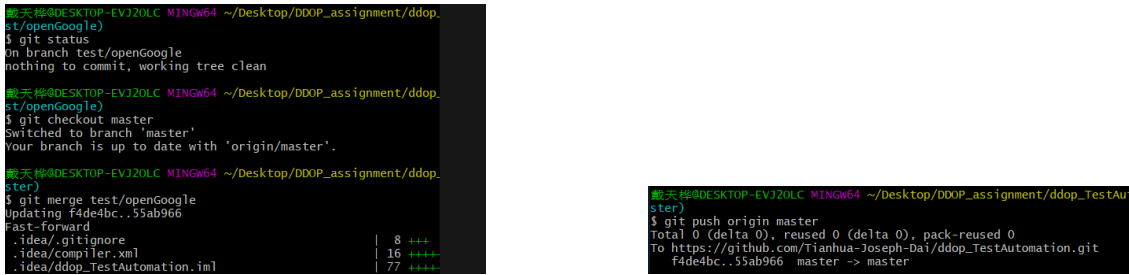 戴天桦@DESKTOP-EVJ2OLC MINGW64 ~/Desktop/DDOP_assignment/ddop_
st/openGoogle)
$ git status
On branch test/openGoogle
nothing to commit, working tree clean
戴天桦@DESKTOP-EVJ2OLC MINGW64 ~/Desktop/DDOP_assignment/ddop_
st/openGoogle)
$ git checkout master
Switched to branch 'master'
Your branch is up to date with 'origin/master'.
戴天桦@DESKTOP-EVJ2OLC MINGW64 ~/Desktop/DDOP_assignment/ddop_
ster)
$ git merge test/openGoogle
Updating f4de4bc..55ab966
Fast-forward
.idea/.gitignore | 8 +++
.idea/compiler.xml | 16 +++++
.idea/ddop_TestAutomation.iml | 77 +++++
戴天桦@DESKTOP-EVJ2OLC MINGW64 ~/Desktop/DDOP_assignment/ddop_TestAu
ster)
$ git push origin master
Total 0 (delta 0), reused 0 (delta 0), pack-reused 0
To https://github.com/Tianhua-Joseph-Dai/ddop_TestAutomation.git
f4de4bc..55ab966 master -> master